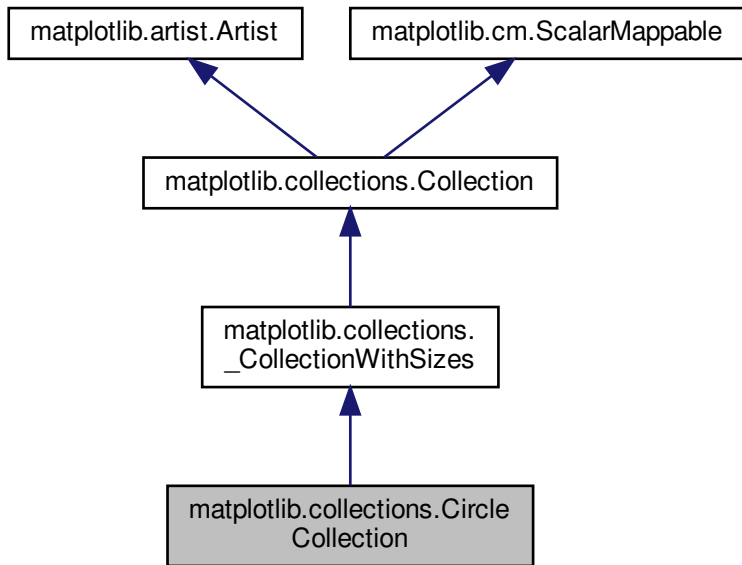 matplotlib.artist.Artist
matplotlib.cm.ScalarMappable
matplotlib.collections.Collection
matplotlib.collections.
_CollectionWithSizes
matplotlib.collections.Circle
Collection